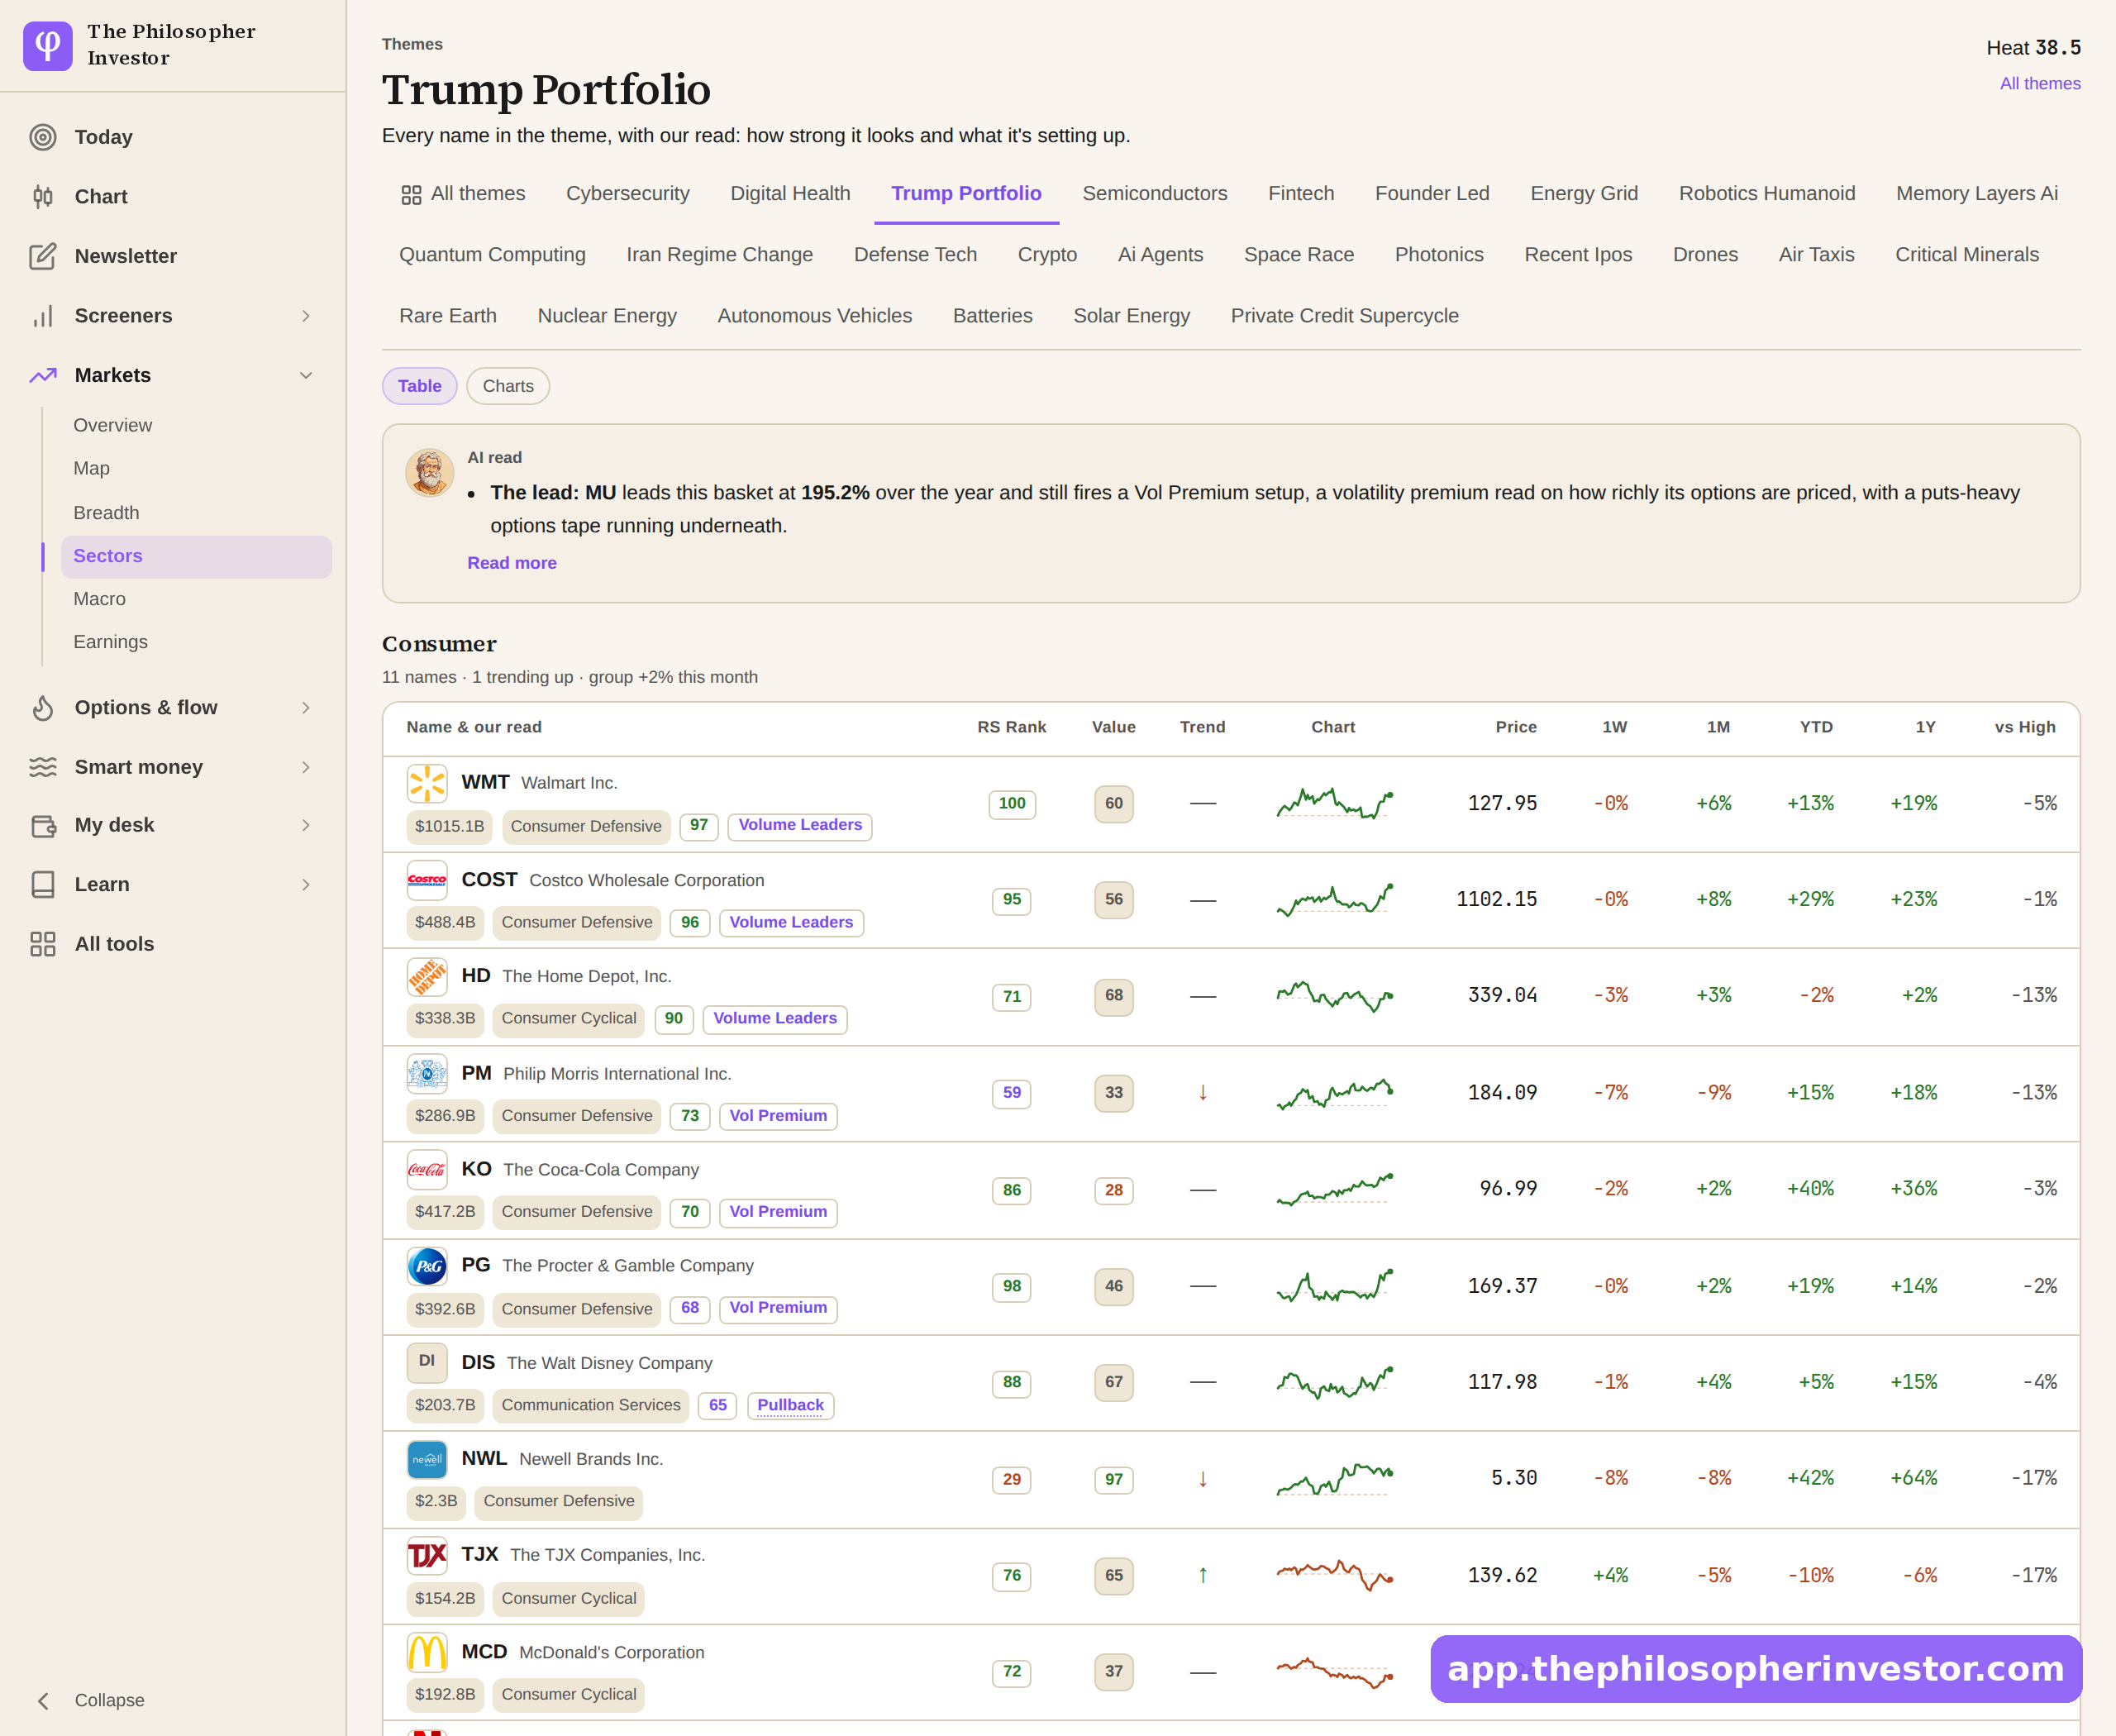 φ
The Philosopher
Investor
Today
Chart
Newsletter
Screeners
Markets
Overview
Map
Breadth
Sectors
Macro
Earnings
Options & flow
Smart money
My desk
Learn
All tools
Collapse
Themes
Heat 38.5
Trump Portfolio
All themes
Every name in the theme, with our read: how strong it looks and what it's setting up.
All themes Cybersecurity Digital Health Trump Portfolio Semiconductors Fintech Founder Led Energy Grid Robotics Humanoid Memory Layers Ai
Quantum Computing Iran Regime Change Defense Tech Crypto Ai Agents Space Race Photonics Recent Ipos Drones Air Taxis Critical Minerals
Rare Earth Nuclear Energy Autonomous Vehicles Batteries Solar Energy Private Credit Supercycle
Table Charts
AI read
• The lead: MU leads this basket at 195.2% over the year and still fires a Vol Premium setup, a volatility premium read on how richly its options are priced, with a puts-heavy
options tape running underneath.
Read more
Consumer
11 names · 1 trending up · group +2% this month
Name & our read RS Rank Value Trend Chart Price 1W 1M YTD 1Y vs High
WMT Walmart Inc.
100 60 — 127.95 -0% +6% +13% +19% -5%
$1015.1B Consumer Defensive 97 Volume Leaders
COSTCO WHOLESALE COST Costco Wholesale Corporation
95 56 — 1102.15 -0% +8% +29% +23% -1%
$488.4B Consumer Defensive 96 Volume Leaders
HOME DEPOT HD The Home Depot, Inc.
71 68 — 339.04 -3% +3% -2% +2% -13%
$338.3B Consumer Cyclical 90 Volume Leaders
PM Philip Morris International Inc.
59 33 ↓ 184.09 -7% -9% +15% +18% -13%
$286.9B Consumer Defensive 73 Vol Premium
Coca-Cola KO The Coca-Cola Company
86 28 — 96.99 -2% +2% +40% +36% -3%
$417.2B Consumer Defensive 70 Vol Premium
P&G PG The Procter & Gamble Company
98 46 — 169.37 -0% +2% +19% +14% -2%
$392.6B Consumer Defensive 68 Vol Premium
DI DIS The Walt Disney Company
88 67 — 117.98 -1% +4% +5% +15% -4%
$203.7B Communication Services 65 Pullback
newell NWL Newell Brands Inc.
29 97 ↓ 5.30 -8% -8% +42% +64% -17%
$2.3B Consumer Defensive
TJX TJX The TJX Companies, Inc.
76 65 ↑ 139.62 +4% -5% -10% -6% -17%
$154.2B Consumer Cyclical
MCD McDonald's Corporation
72 37 —
$192.8B Consumer Cyclical
app.thephilosopherinvestor.com